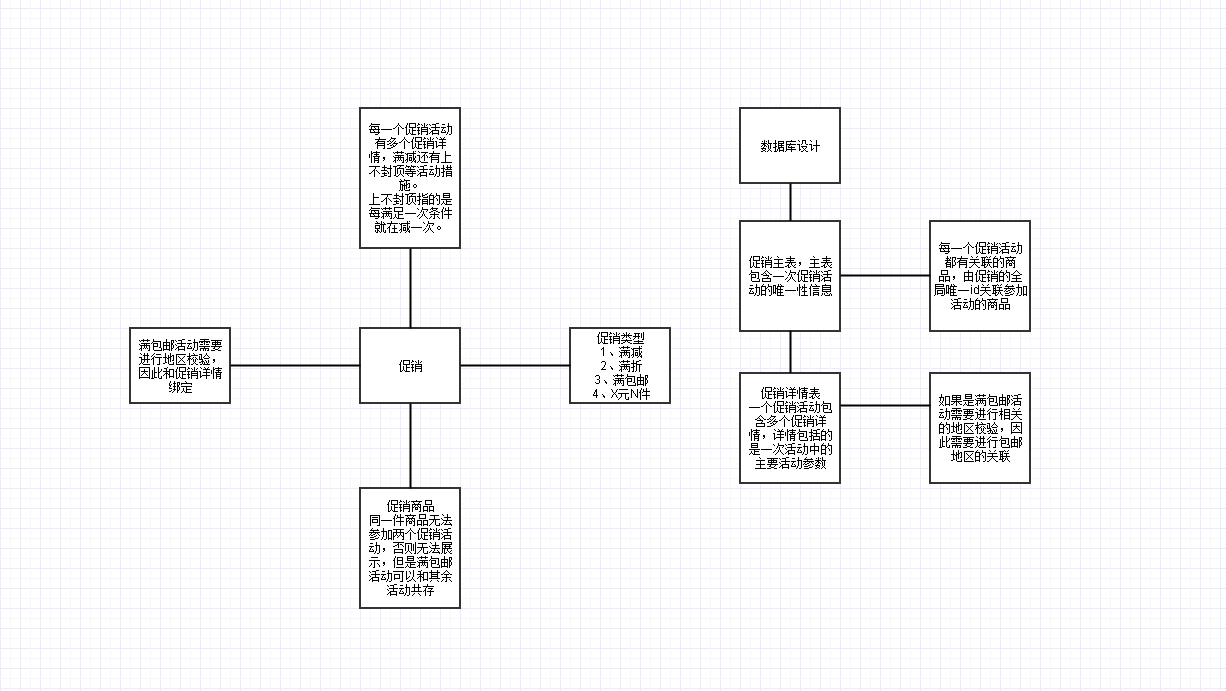 每一个促销活动
有多个促销详
情，满减还有上
不封顶等活动措
施。
上不封顶指的是
每满足一次条件
就在减一次。
满包邮活动需要
进行地区校验，
因此和促销详情
绑定
促销
促销类型
1、满减
2、满折
3、满包邮
4、X元N件
促销商品
同一件商品无法
参加两个促销活
动，否则无法展
示，但是满包邮
活动可以和其余
活动共存
数据库设计
促销主表，主表
包含一次促销活
动的唯一性信息
每一个促销活动
都有关联的商
品，由促销的全
局唯一id关联参加
活动的商品
促销详情表
一个促销活动包
含多个促销详
情，详情包括的
是一次活动中的
主要活动参数
如果是满包邮活
动需要进行相关
的地区校验，因
此需要进行包邮
地区的关联